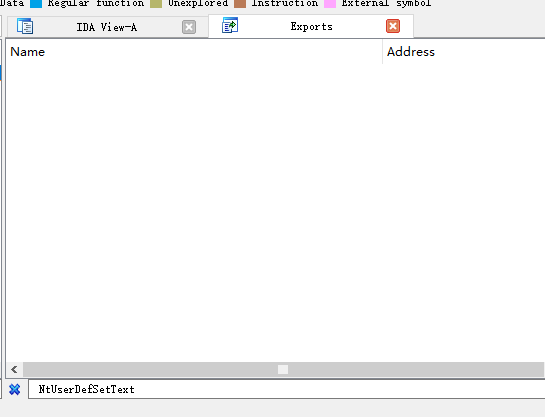 Data Regular function Unexplored Instruction External symbol
IDA View-A Exports
Name Address
NtUserDefSetText